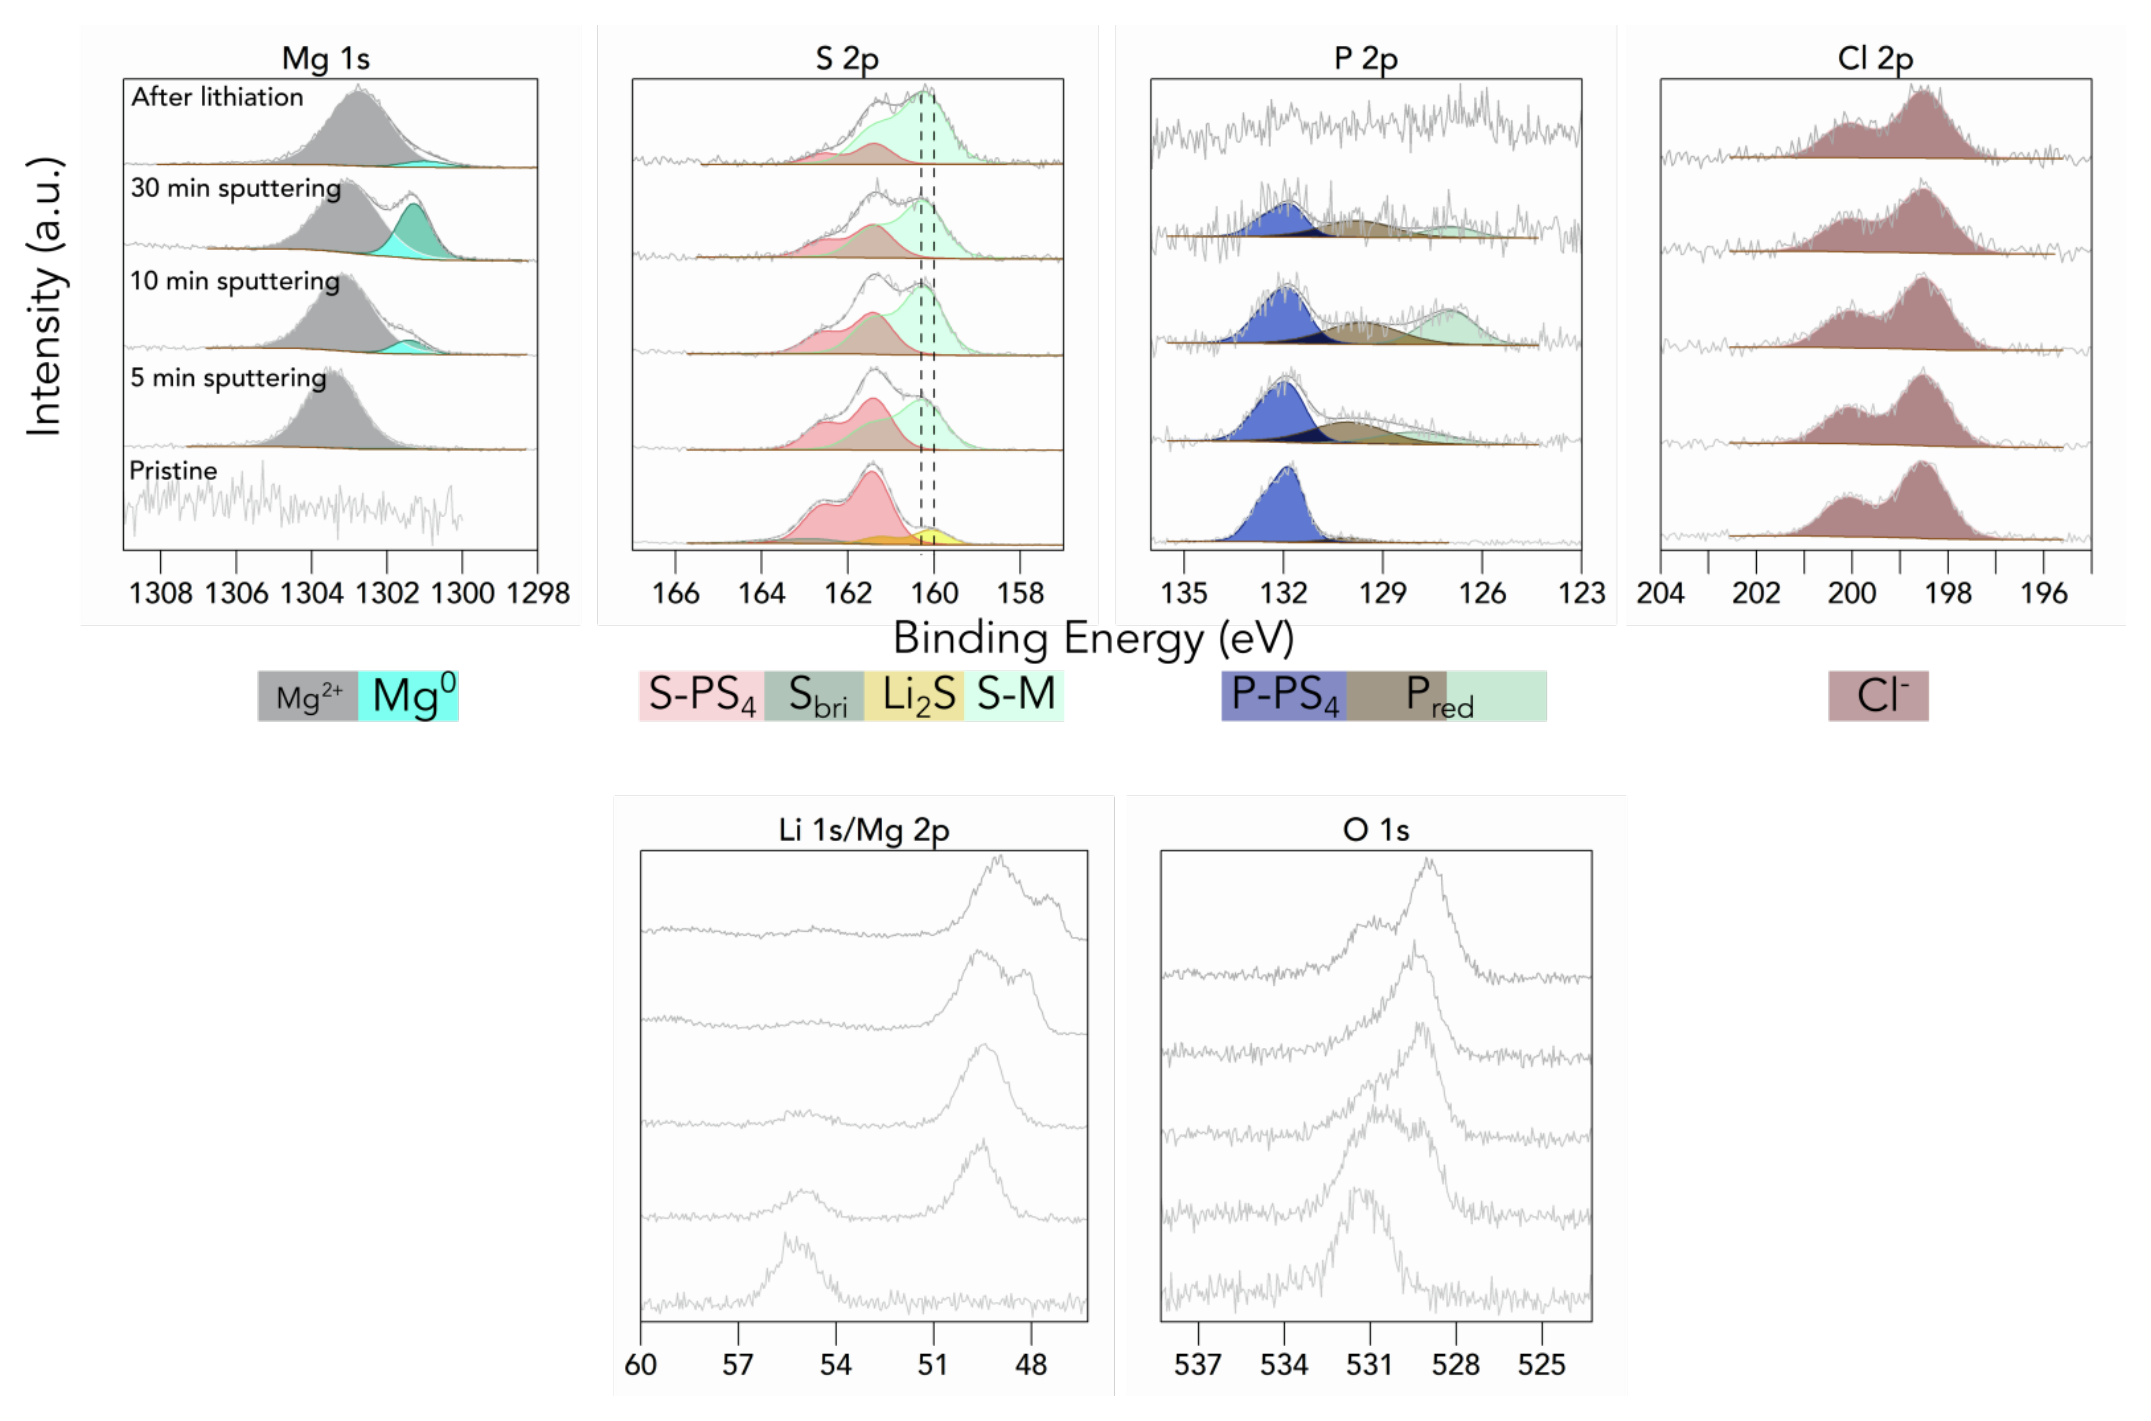 Mg 1s
S 2p
P 2p
Cl 2p
Intensity (a.u.)
After lithiation
30 min sputtering
10 min sputtering
5 min sputtering
Pristine
1308 1306 1304 1302 1300 1298
166 164 162 160 158
135 132 129 126 123
204 202 200 198 196
Binding Energy (eV)
Mg²⁺ Mg⁰
S-PS₄ S_bri Li₂S S-M
P-PS₄ P_red
Cl⁻
Li 1s/Mg 2p
O 1s
60 57 54 51 48
537 534 531 528 525